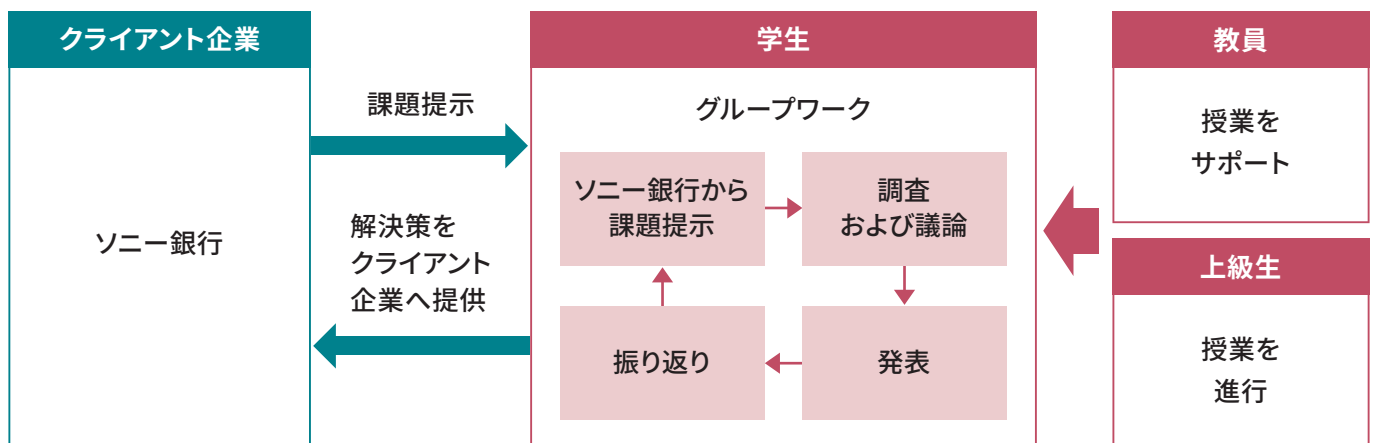 クライアント企業
ソニー銀行
課題提示
解決策を
クライアント
企業へ提供
学生
グループワーク
ソニー銀行から
課題提示
調査
および議論
発表
振り返り
教員
授業を
サポート
上級生
授業を
進行